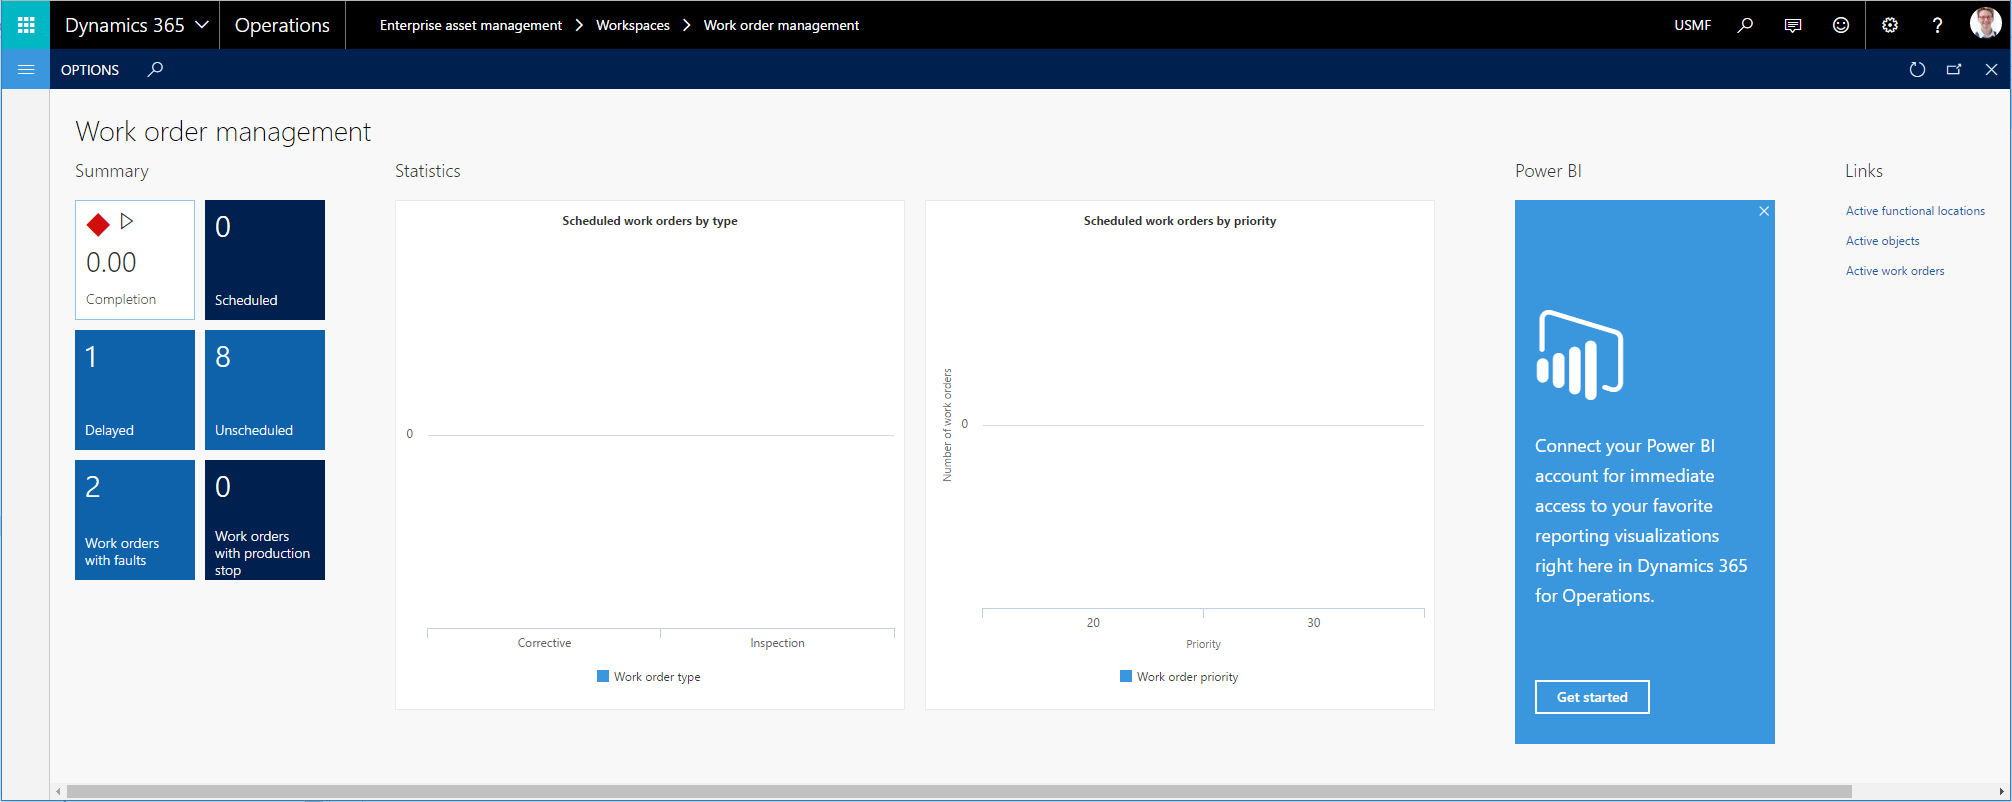 Dynamics 365
Operations
Enterprise asset management
Workspaces
Work order management
USMF
?
OPTIONS
Work order management
Summary
0.00
Completion
0
Scheduled
1
Delayed
8
Unscheduled
2
Work orders
with faults
0
Work orders
with production
stop
Statistics
Scheduled work orders by type
0
Corrective
Inspection
Work order type
Scheduled work orders by priority
Number of work orders
0
20
30
Priority
Work order priority
Power BI
Connect your Power BI
account for immediate
access to your favorite
reporting visualizations
right here in Dynamics 365
for Operations.
Get started
Links
Active functional locations
Active objects
Active work orders